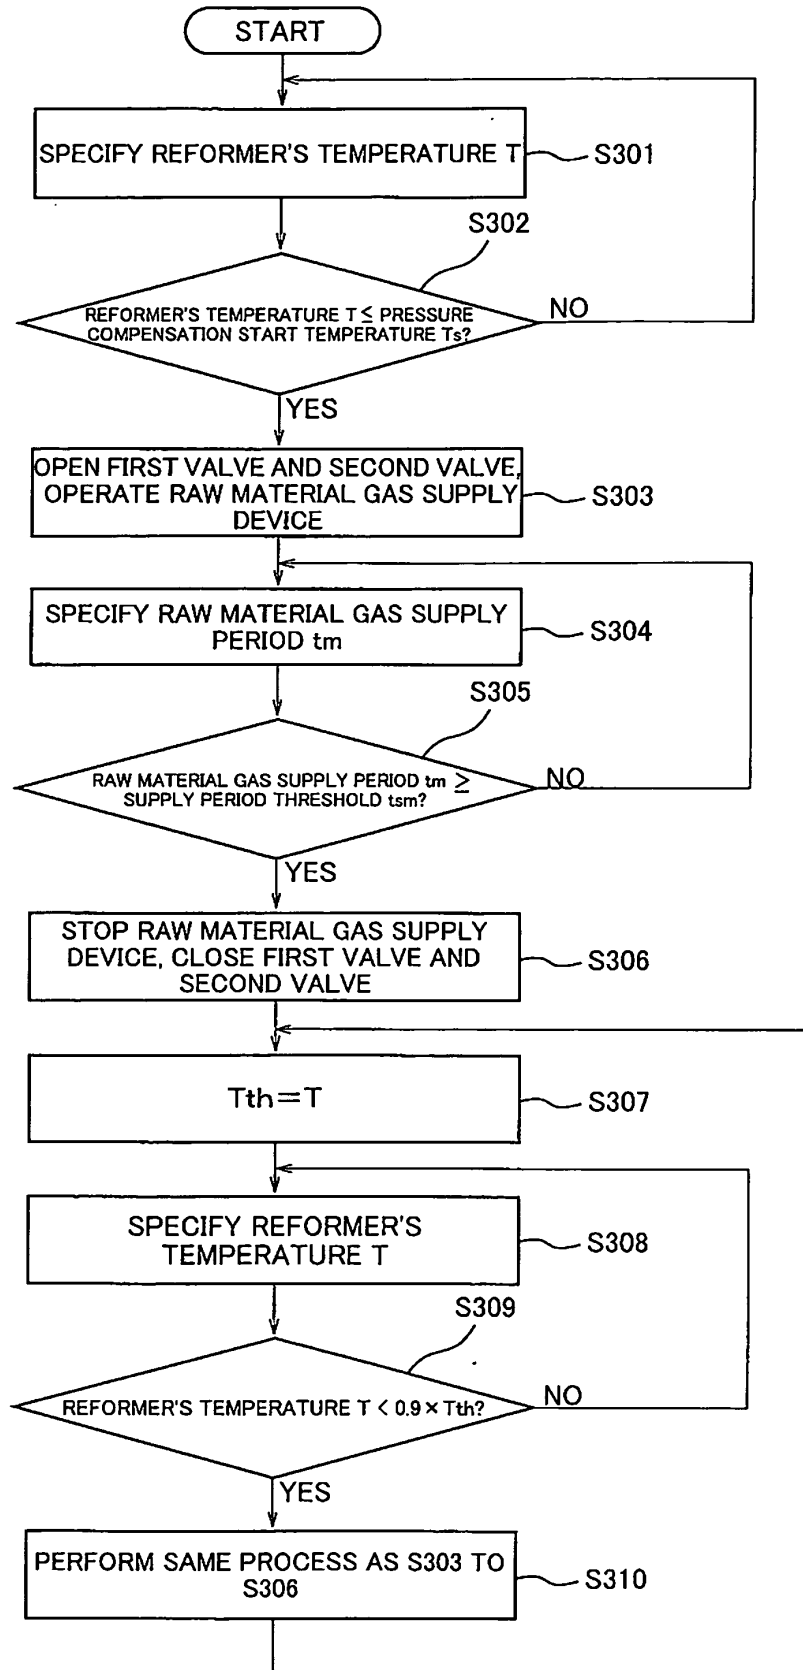 START
SPECIFY REFORMER'S TEMPERATURE T
S301
S302
REFORMER'S TEMPERATURE T ≤ PRESSURE
COMPENSATION START TEMPERATURE Ts?
NO
YES
OPEN FIRST VALVE AND SECOND VALVE,
OPERATE RAW MATERIAL GAS SUPPLY
DEVICE
S303
SPECIFY RAW MATERIAL GAS SUPPLY
PERIOD tm
S304
S305
RAW MATERIAL GAS SUPPLY PERIOD tm ≥
SUPPLY PERIOD THRESHOLD tsm?
NO
YES
STOP RAW MATERIAL GAS SUPPLY
DEVICE, CLOSE FIRST VALVE AND
SECOND VALVE
S306
Tth=T
S307
SPECIFY REFORMER'S
TEMPERATURE T
S308
S309
REFORMER'S TEMPERATURE T < 0.9 × Tth?
NO
YES
PERFORM SAME PROCESS AS S303 TO
S306
S310